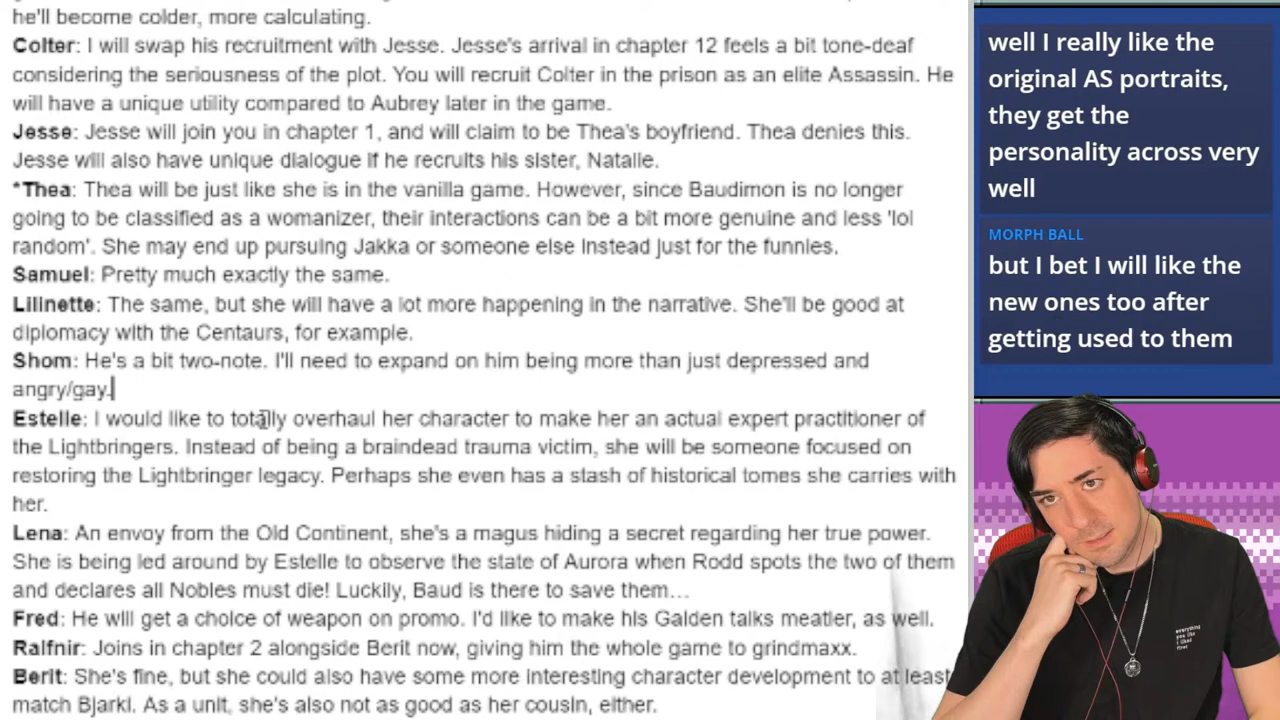 he'll become colder, more calculating.
Colter: I will swap his recruitment with Jesse. Jesse's arrival in chapter 12 feels a bit tone-deaf
considering the seriousness of the plot. You will recruit Colter in the prison as an elite Assassin. He
will have a unique utility compared to Aubrey later in the game.
Jesse: Jesse will join you in chapter 1, and will claim to be Thea's boyfriend. Thea denies this.
Jesse will also have unique dialogue if he recruits his sister, Natalie.
*Thea: Thea will be just like she is in the vanilla game. However, since Baudimon is no longer
going to be classified as a womanizer, their interactions can be a bit more genuine and less 'lol
random'. She may end up pursuing Jakka or someone else instead just for the funnies.
Samuel: Pretty much exactly the same.
Lilinette: The same, but she will have a lot more happening in the narrative. She'll be good at
diplomacy with the Centaurs, for example.
Shom: He's a bit two-note. I'll need to expand on him being more than just depressed and
angry/gay.
Estelle: I would like to totally overhaul her character to make her an actual expert practitioner of
the Lightbringers. Instead of being a braindead trauma victim, she will be someone focused on
restoring the Lightbringer legacy. Perhaps she even has a stash of historical tomes she carries with
her.
Lena: An envoy from the Old Continent, she's a magus hiding a secret regarding her true power.
She is being led around by Estelle to observe the state of Aurora when Rodd spots the two of them
and declares all Nobles must die! Luckily, Baud is there to save them…
Fred: He will get a choice of weapon on promo. I'd like to make his Galden talks meatier, as well.
Ralfnir: Joins in chapter 2 alongside Berit now, giving him the whole game to grindmaxx.
Berit: She's fine, but she could also have some more interesting character development to at least
match Bjarki. As a unit, she's also not as good as her cousin, either.
well I really like the
original AS portraits,
they get the
personality across very
well
MORPH BALL
but I bet I will like the
new ones too after
getting used to them
everything
you like
I liked
first